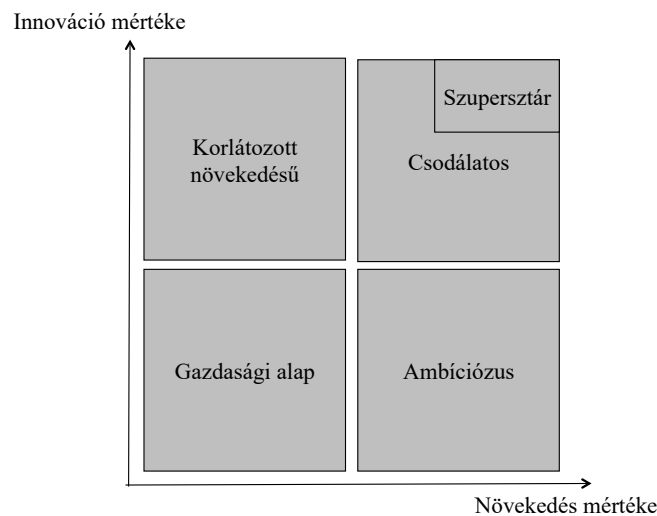 Innováció mértéke
Szupersztár
Korlátozott
növekedésű
Csodálatos
Gazdasági alap
Ambíciózus
Növekedés mértéke